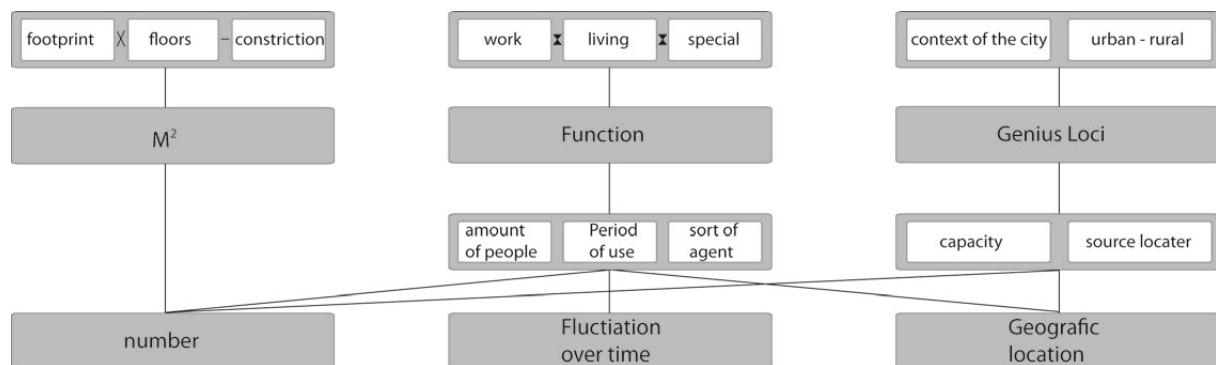 footprint X floors – constriction
work living special
context of the city urban - rural
M²
Function
Genius Loci
amount of people
Period of use
sort of agent
capacity
source locater
number
Fluctiation
over time
Geografic
location